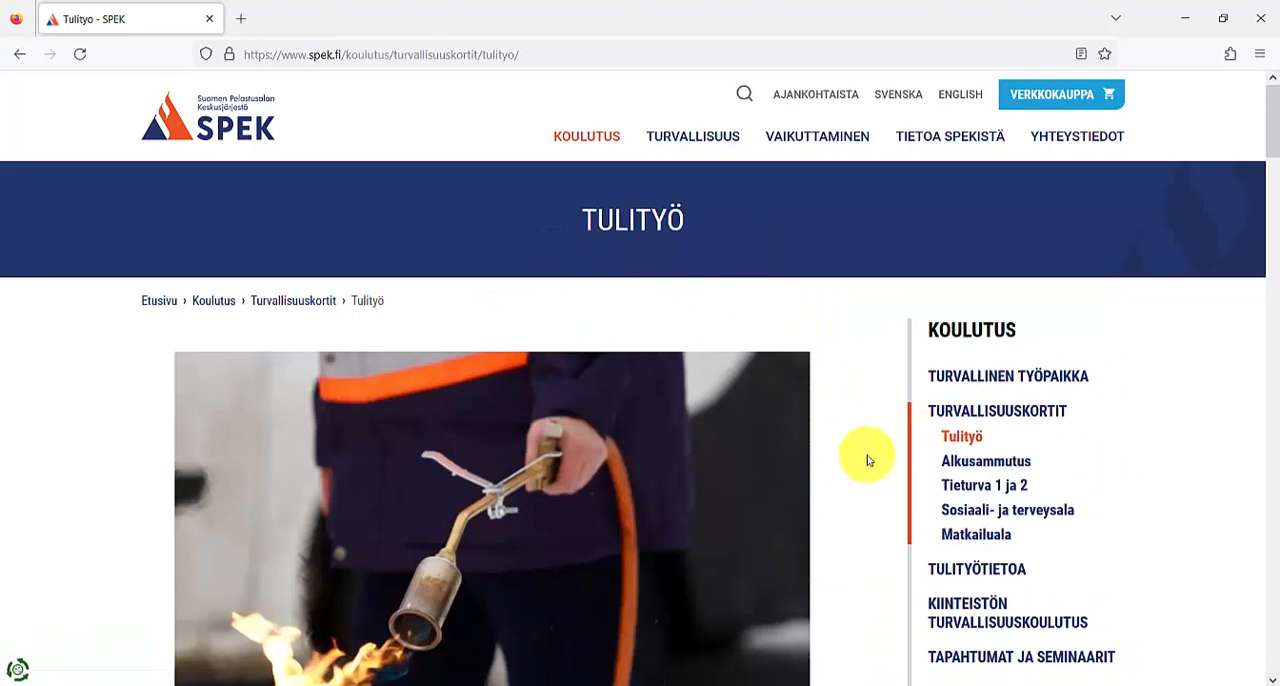 Tulityo - SPEK
https://www.spek.fi/koulutus/turvallisuuskortit/tulityo/
Suomen Pelastusalan
Keskusjärjestö
SPEK
AJANKOHTAISTA SVENSKA ENGLISH VERKKOKAUPPA
KOULUTUS TURVALLISUUS VAIKUTTAMINEN TIETOA SPEKISTÄ YHTEYSTIEDOT
TULITYÖ
Etusivu › Koulutus › Turvallisuuskortit › Tulityö
KOULUTUS
TURVALLINEN TYÖPAIKKA
TURVALLISUUSKORTIT
Tulityö
Alkusammutus
Tieturva 1 ja 2
Sosiaali- ja terveysala
Matkailuala
TULITYÖTIETOA
KIINTEISTÖN
TURVALLISUUSKOULUTUS
TAPAHTUMAT JA SEMINAARIT